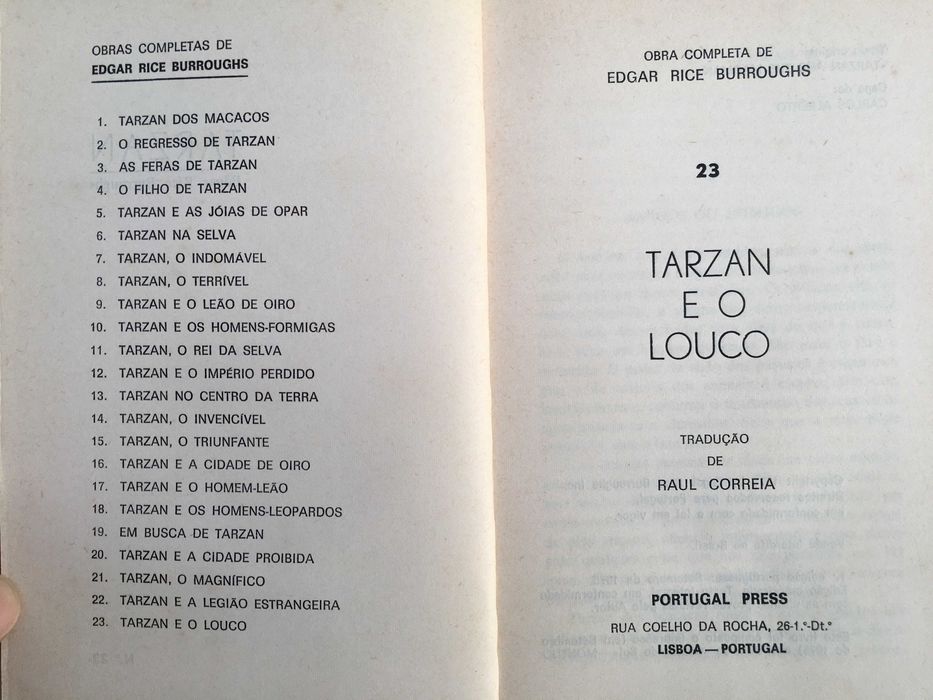 OBRAS COMPLETAS DE
EDGAR RICE BURROUGHS
1. TARZAN DOS MACACOS
2. O REGRESSO DE TARZAN
3. AS FERAS DE TARZAN
4. O FILHO DE TARZAN
5. TARZAN E AS JÓIAS DE OPAR
6. TARZAN NA SELVA
7. TARZAN, O INDOMÁVEL
8. TARZAN, O TERRÍVEL
9. TARZAN E O LEÃO DE OIRO
10. TARZAN E OS HOMENS-FORMIGAS
11. TARZAN, O REI DA SELVA
12. TARZAN E O IMPÉRIO PERDIDO
13. TARZAN NO CENTRO DA TERRA
14. TARZAN, O INVENCÍVEL
15. TARZAN, O TRIUNFANTE
16. TARZAN E A CIDADE DE OIRO
17. TARZAN E O HOMEM-LEÃO
18. TARZAN E OS HOMENS-LEOPARDOS
19. EM BUSCA DE TARZAN
20. TARZAN E A CIDADE PROIBIDA
21. TARZAN, O MAGNÍFICO
22. TARZAN E A LEGIÃO ESTRANGEIRA
23. TARZAN E O LOUCO
OBRA COMPLETA DE
EDGAR RICE BURROUGHS
23
TARZAN
E O
LOUCO
TRADUÇÃO
DE
RAUL CORREIA
PORTUGAL PRESS
RUA COELHO DA ROCHA, 26-1.º-Dt.º
LISBOA — PORTUGAL